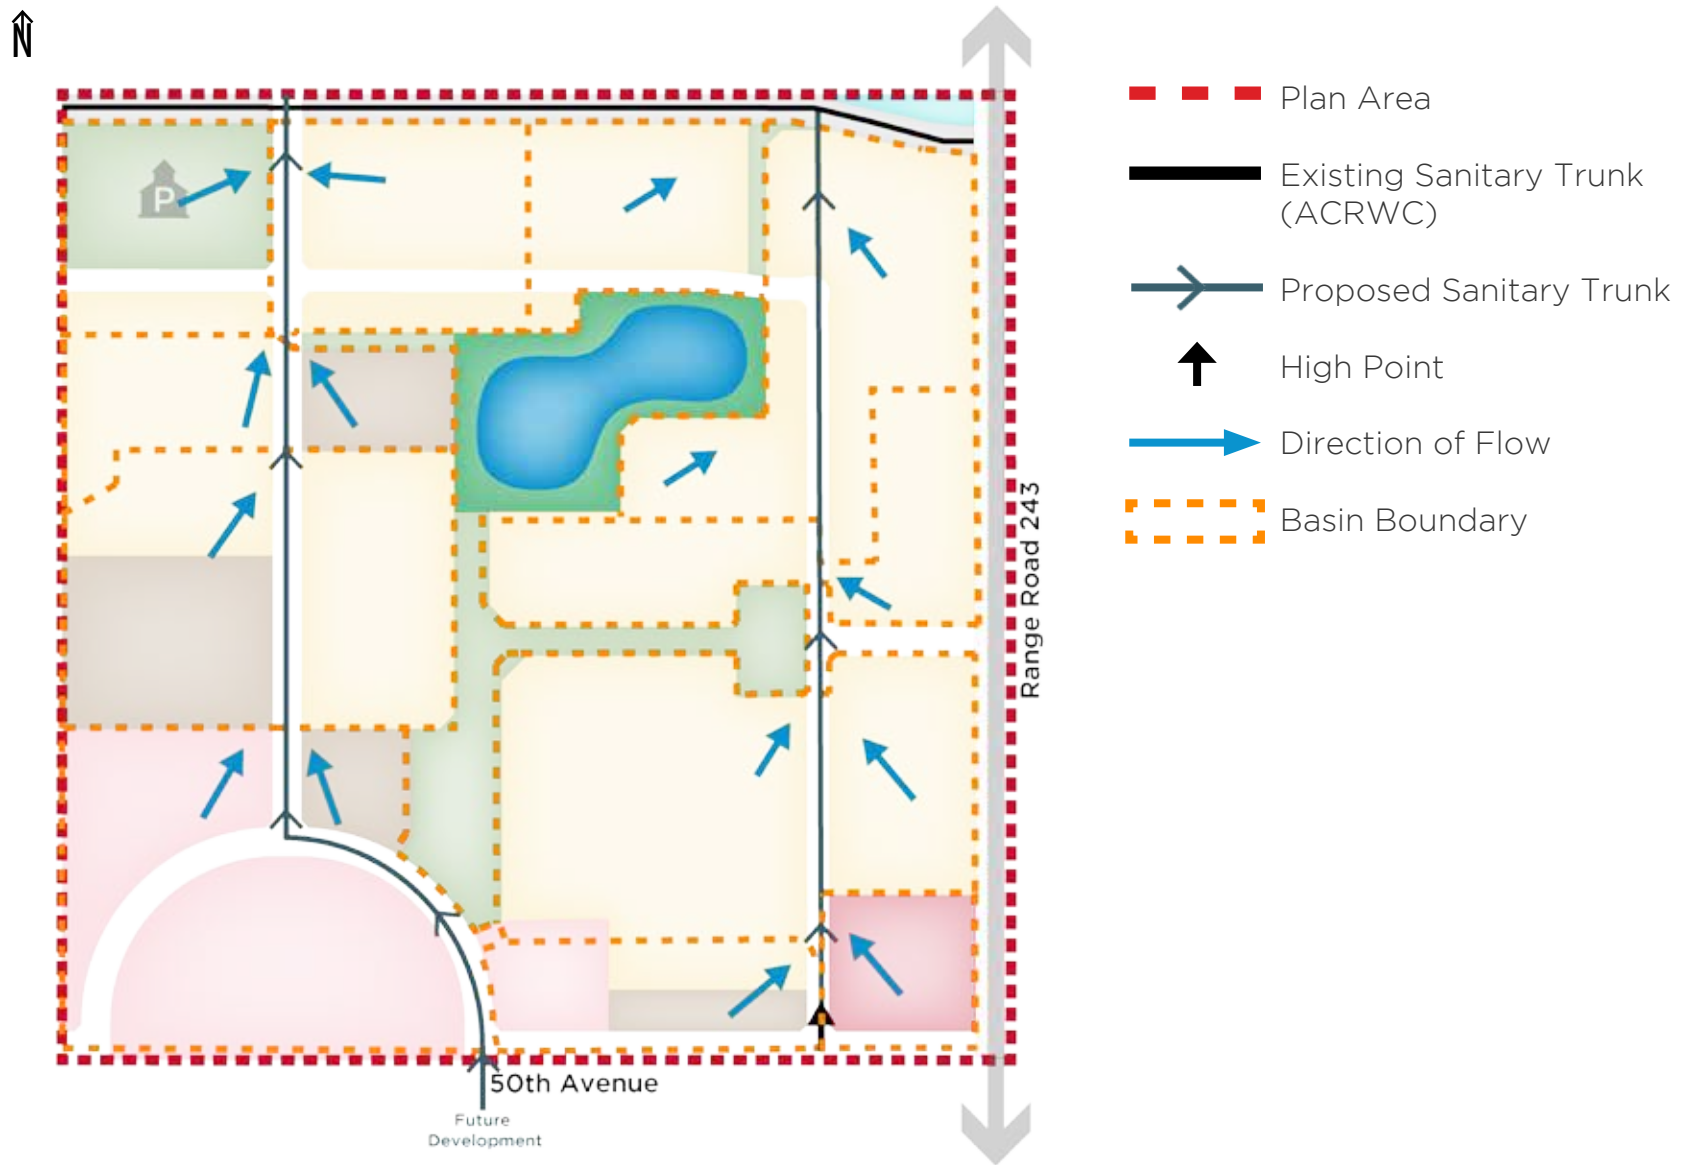 N
Plan Area
Existing Sanitary Trunk
(ACRWC)
Proposed Sanitary Trunk
High Point
Direction of Flow
Basin Boundary
P
Range Road 243
50th Avenue
Future
Development